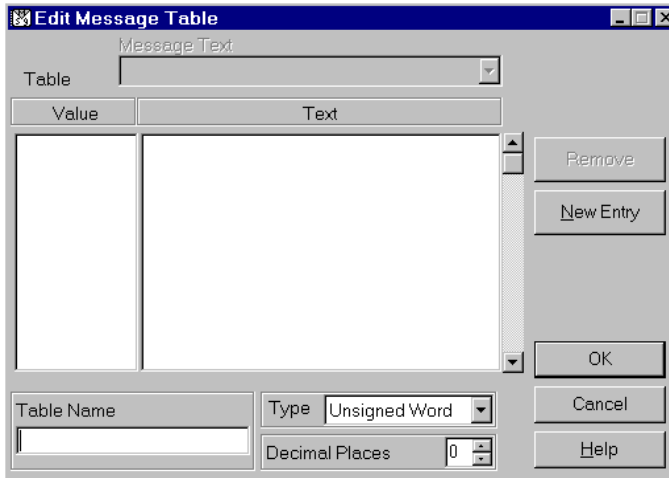 Edit Message Table
Message Text
Table
Value Text
Remove
New Entry
OK
Table Name
Type Unsigned Word
Cancel
Decimal Places 0
Help